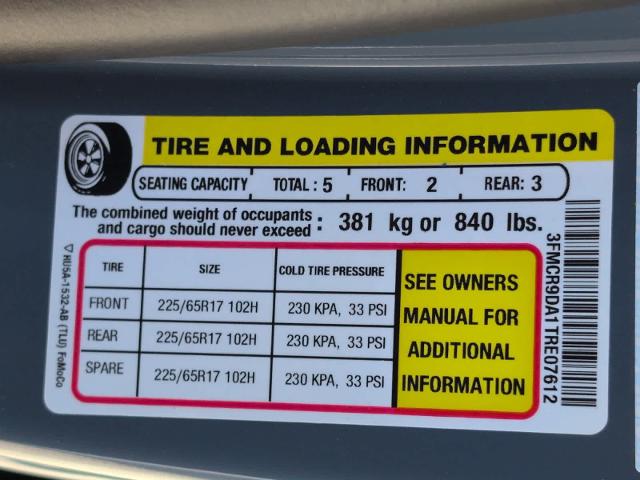 TIRE AND LOADING INFORMATION
SEATING CAPACITY TOTAL : 5 FRONT: 2 REAR: 3
The combined weight of occupants
and cargo should never exceed : 381 kg or 840 lbs.
TIRE SIZE COLD TIRE PRESSURE
FRONT 225/65R17 102H 230 KPA, 33 PSI
REAR 225/65R17 102H 230 KPA, 33 PSI
SPARE 225/65R17 102H 230 KPA, 33 PSI
SEE OWNERS
MANUAL FOR
ADDITIONAL
INFORMATION
HU5A-1532-AB (TLU) FoMoCo
3FMCR9DA1TRE07612